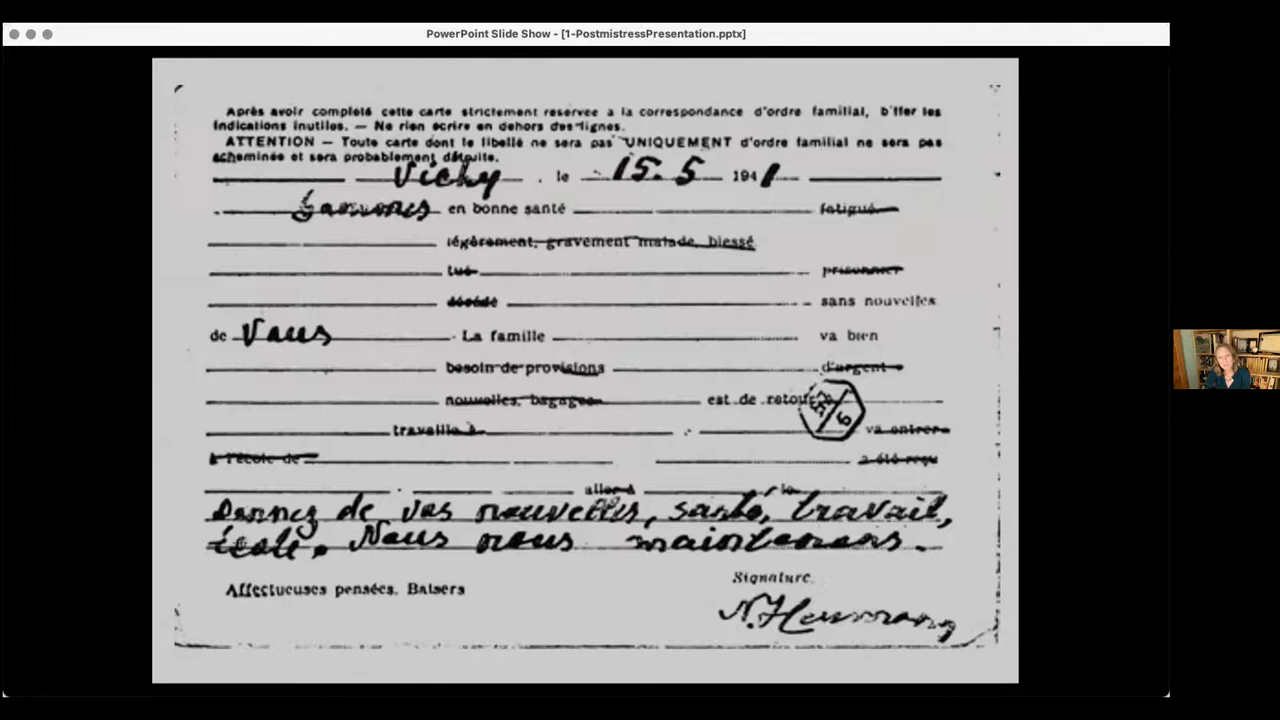 PowerPoint Slide Show - [1-PostmistressPresentation.pptx]
Après avoir complété cette carte strictement reservee a la correspondance d'ordre familial, biffer les
indications inutiles. — Ne rien écrire en dehors des lignes.
ATTENTION — Toute carte dont le libellé ne sera pas UNIQUEMENT d'ordre familial ne sera pas
acheminée et sera probablement détruite.
Vichy, le 15.5 1941
Sommes en bonne santé fatigué
légèrement, gravement malade, blessé
tué prisonnier
décédé sans nouvelles
de Vous La famille va bien
besoin de provisions d'argent
nouvelles, bagages est de retour à
travaille à va entrer
à l'école de a été reçu
aller à le
Donnez de vos nouvelles, santé, travail,
école. Nous nous maintenons.
Affectueuses pensées. Baisers Signature.